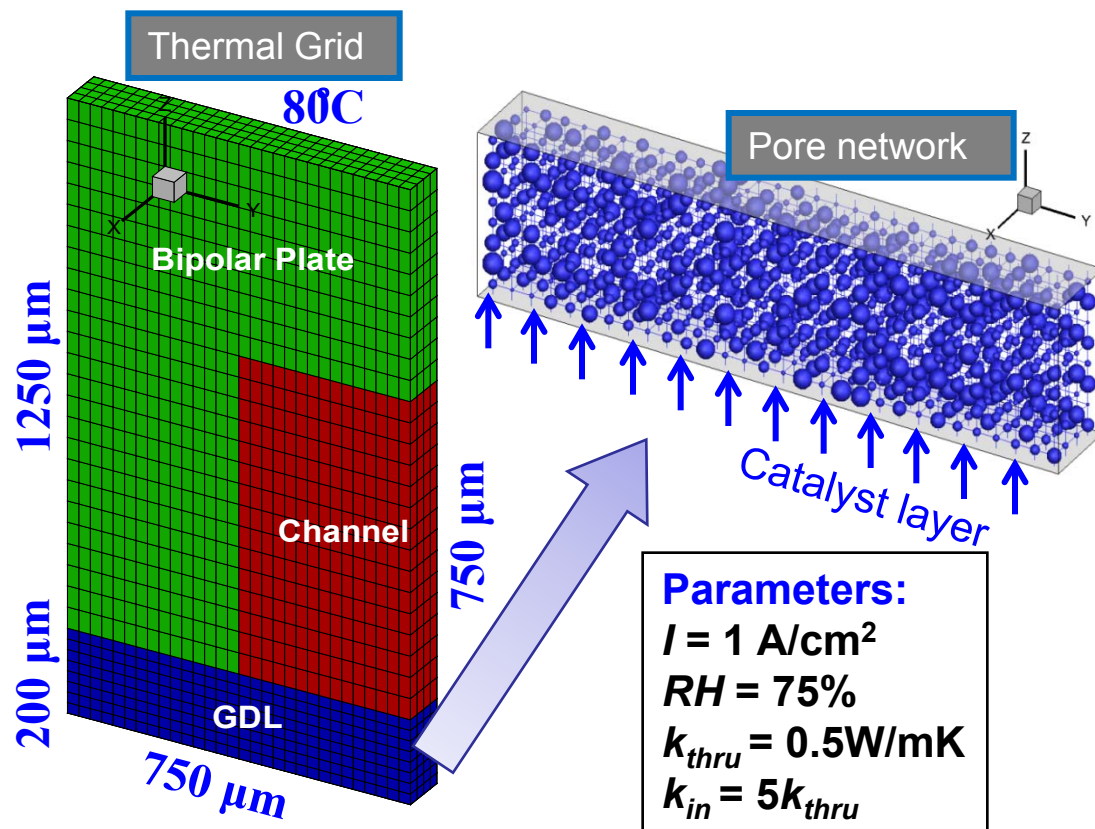 Thermal Grid
80°C
Z
X
Y
Bipolar Plate
1250 µm
Channel
750 µm
200 µm
GDL
750 µm
Pore network
Z
X
Y
Catalyst layer
Parameters:
I = 1 A/cm²
RH = 75%
kthru = 0.5W/mK
kin = 5kthru